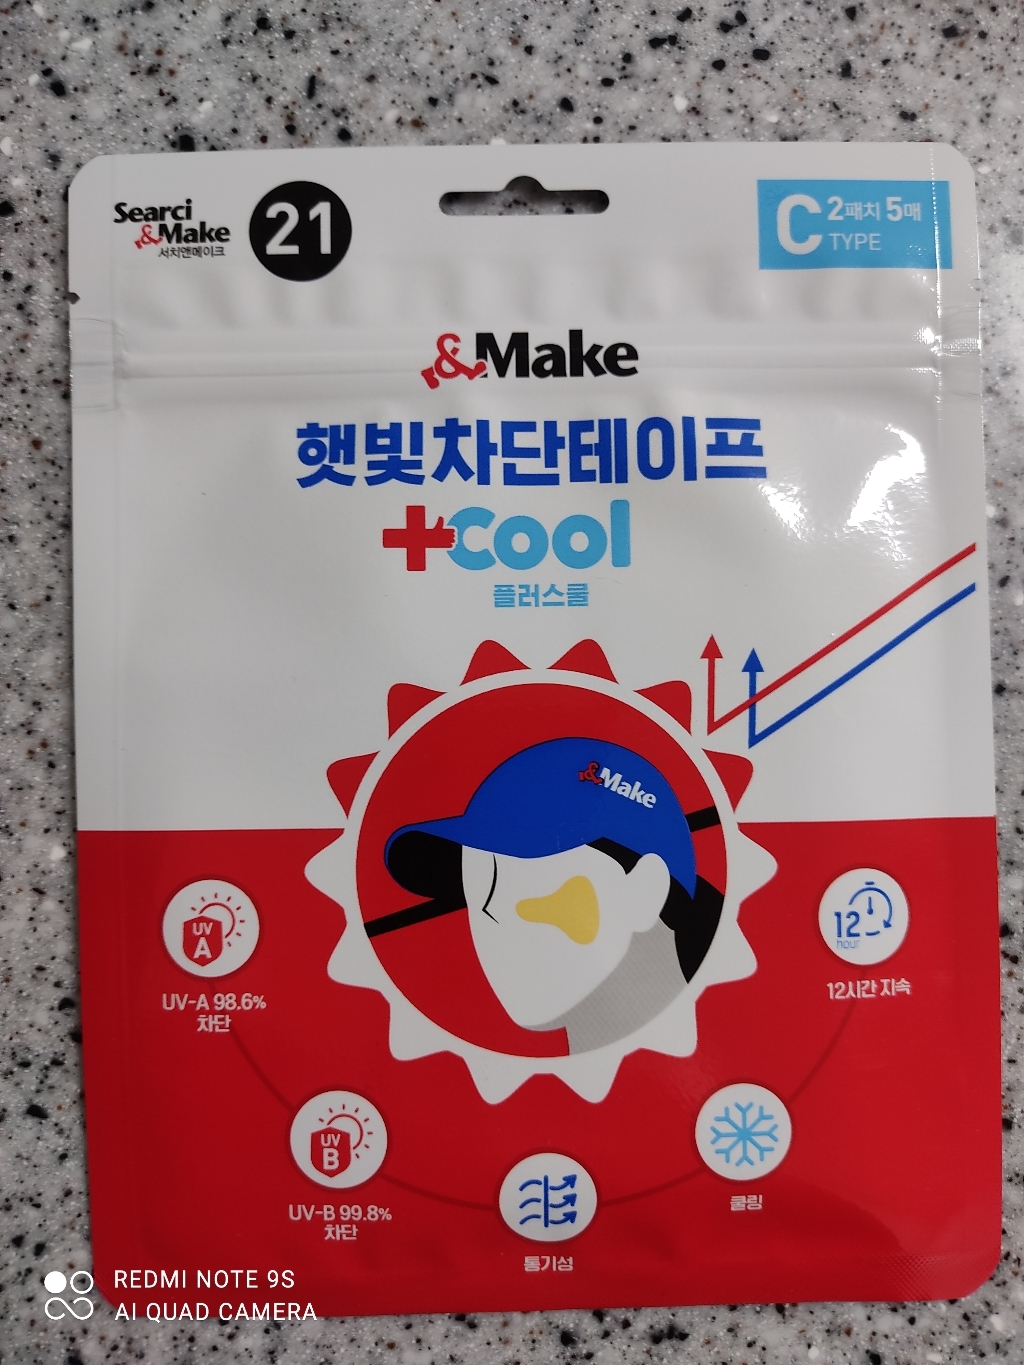 Searci
&Make
서치앤메이크
21
C 2패치 5매
TYPE
&Make
햇빛차단테이프
+Cool
플러스쿨
&Make
UV
A
UV-A 98.6%
차단
12
hour
12시간 지속
UV
B
UV-B 99.8%
차단
쿨링
통기성
REDMI NOTE 9S
AI QUAD CAMERA